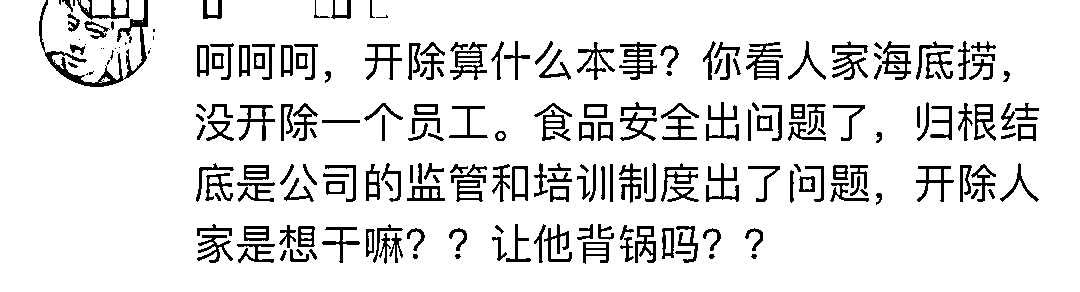 呵呵呵，开除算什么本事？你看人家海底捞，
没开除一个员工。食品安全出问题了，归根结
底是公司的监管和培训制度出了问题，开除人
家是想干嘛？？让他背锅吗？？